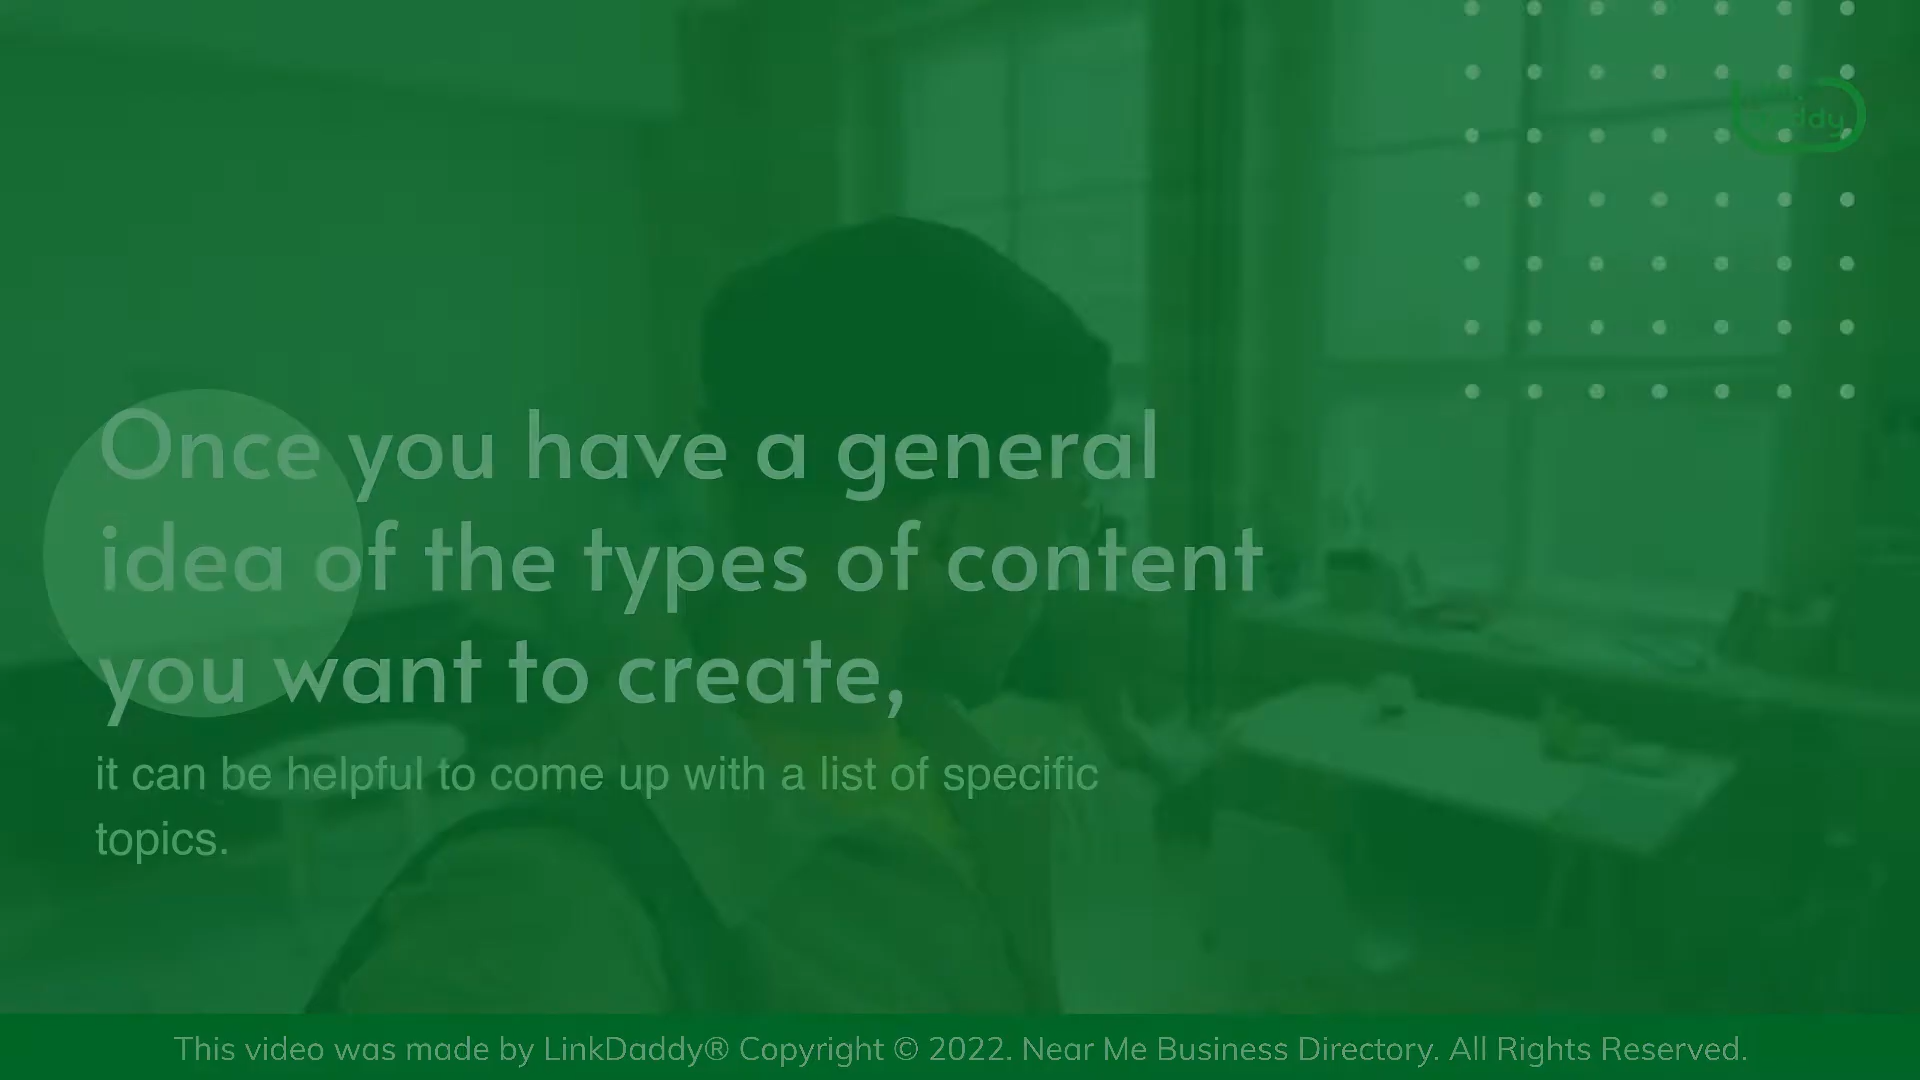 Once you have a general
idea of the types of content
you want to create,
it can be helpful to come up with a list of specific
topics.
This video was made by LinkDaddy® Copyright © 2022. Near Me Business Directory. All Rights Reserved.